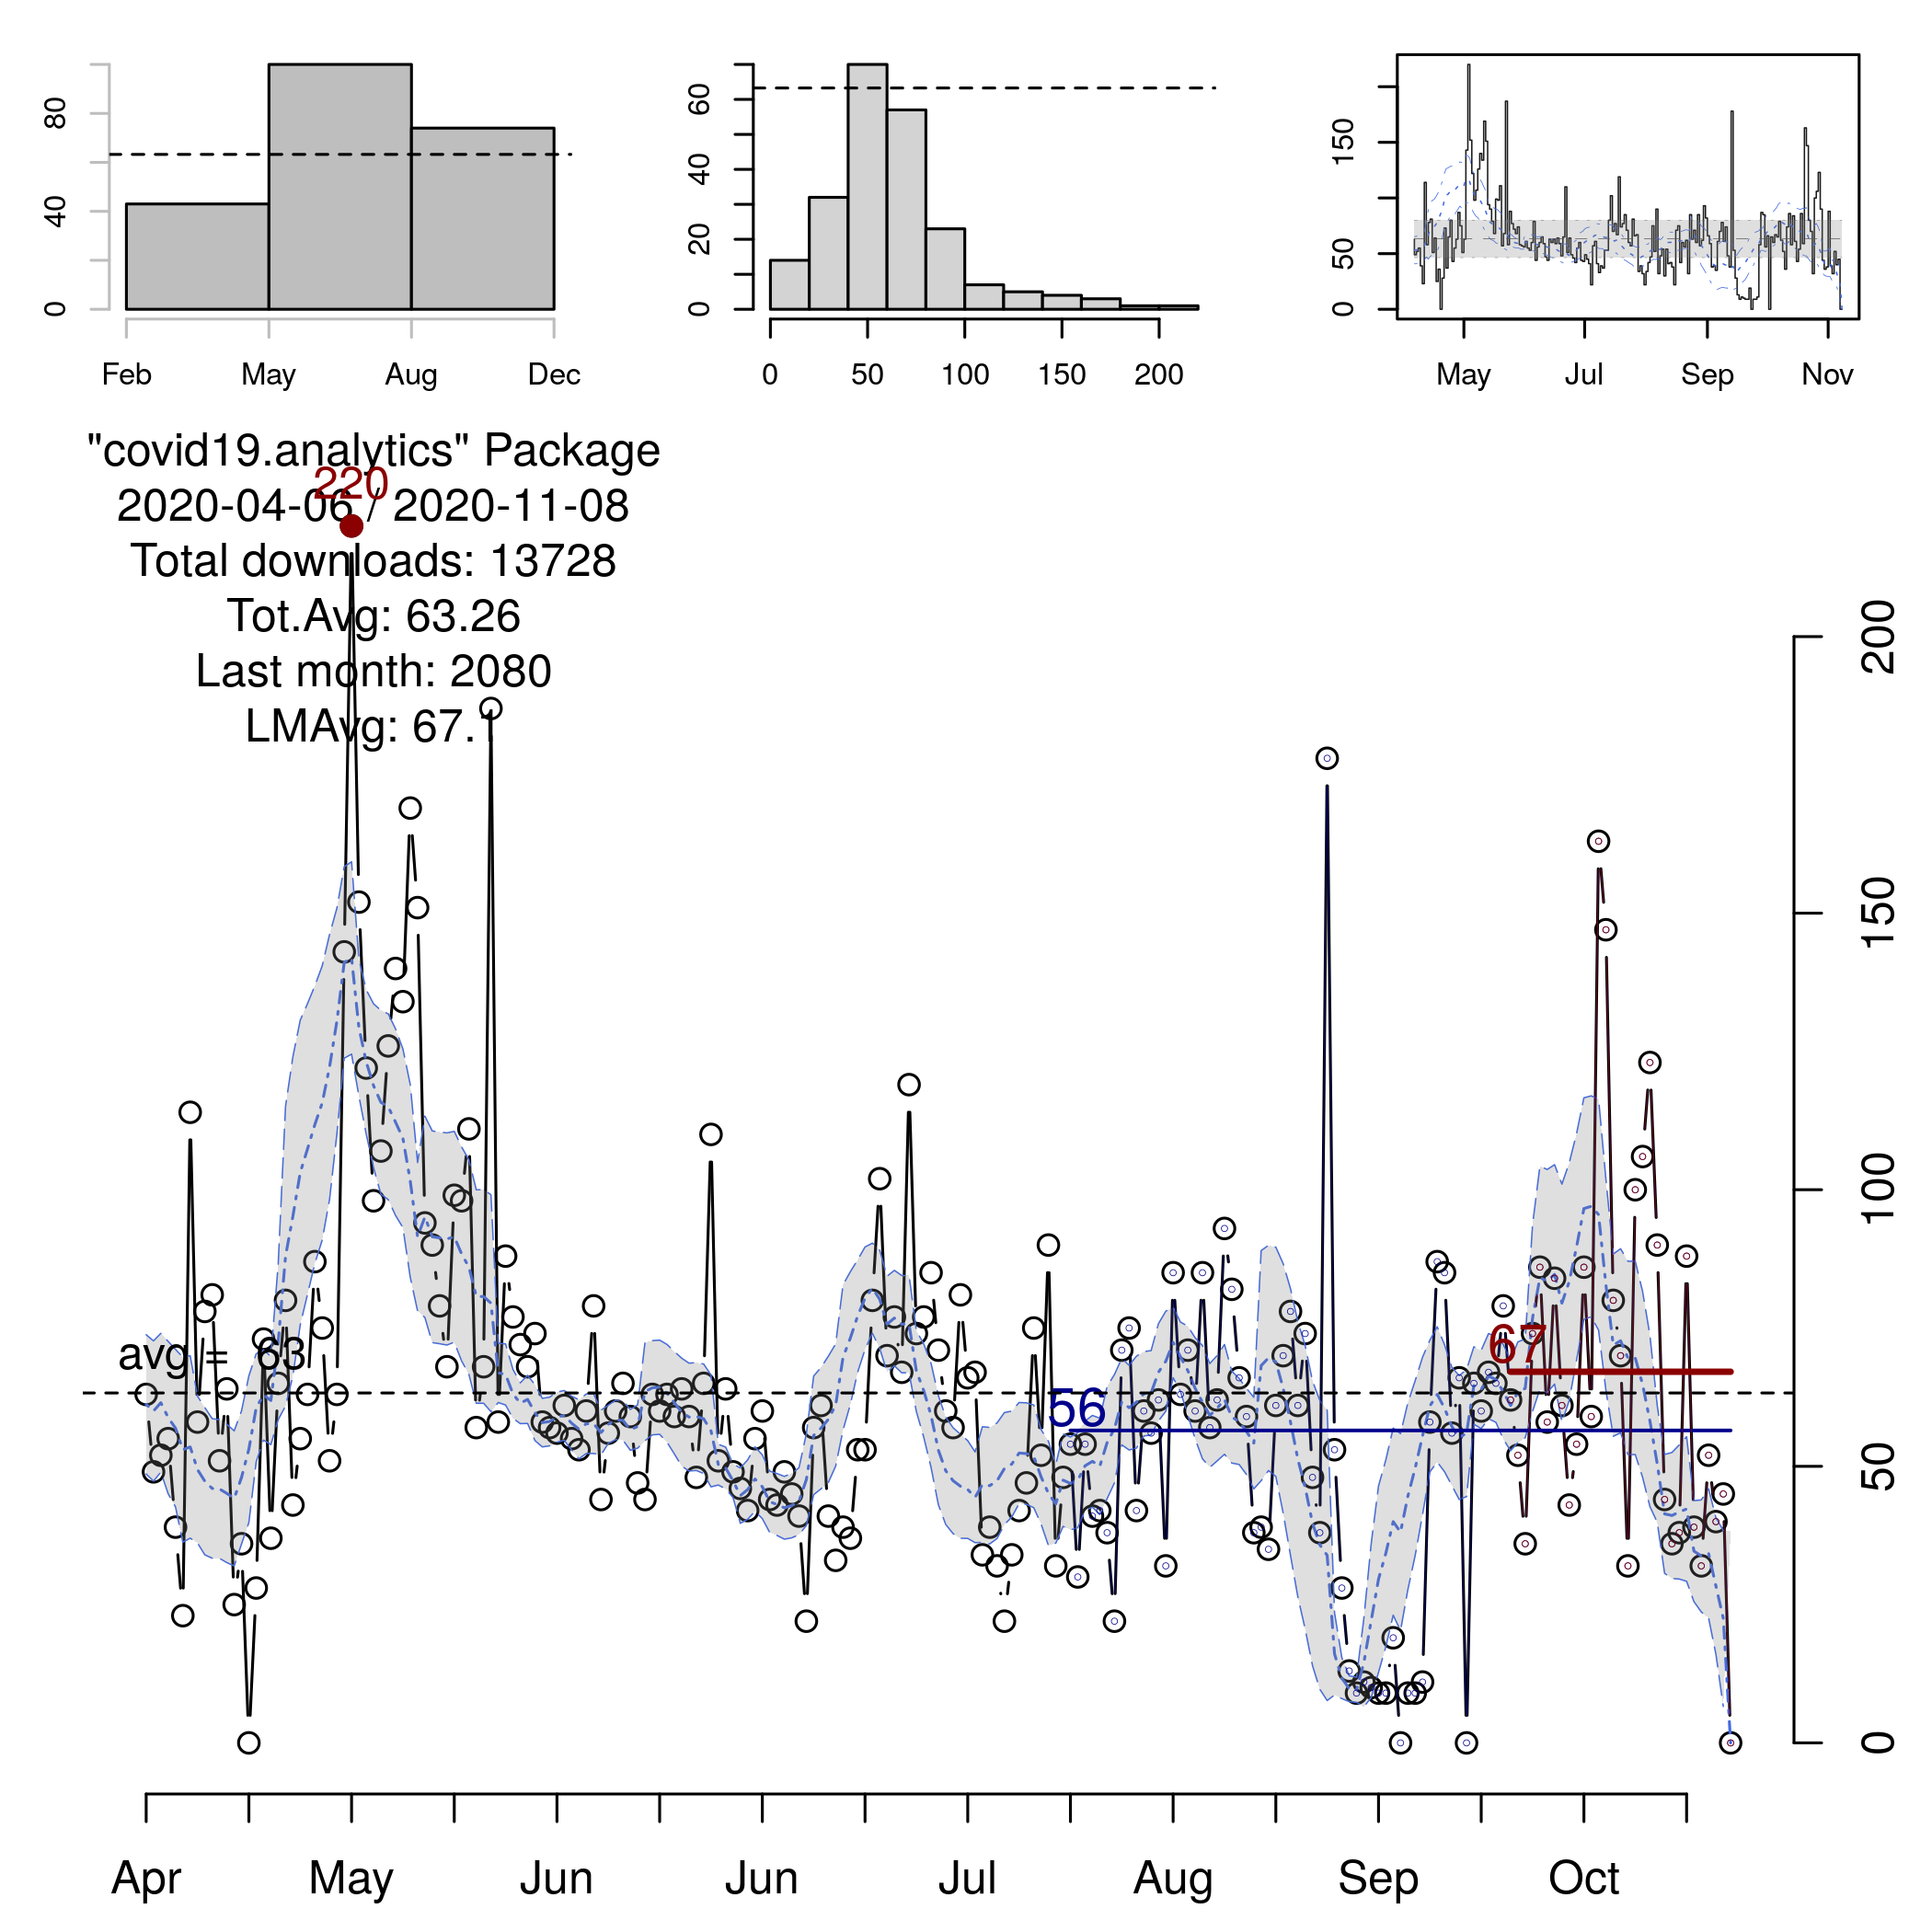 80
40
0
Feb May Aug Dec
60
40
20
0
0 50 100 150 200
150
50
0
May Jul Sep Nov
"covid19.analytics" Package
220
2020-04-06 / 2020-11-08
Total downloads: 13728
Tot.Avg: 63.26
Last month: 2080
LMAvg: 67.1
avg = 63
67
56
200
150
100
50
0
Apr May Jun Jun Jul Aug Sep Oct